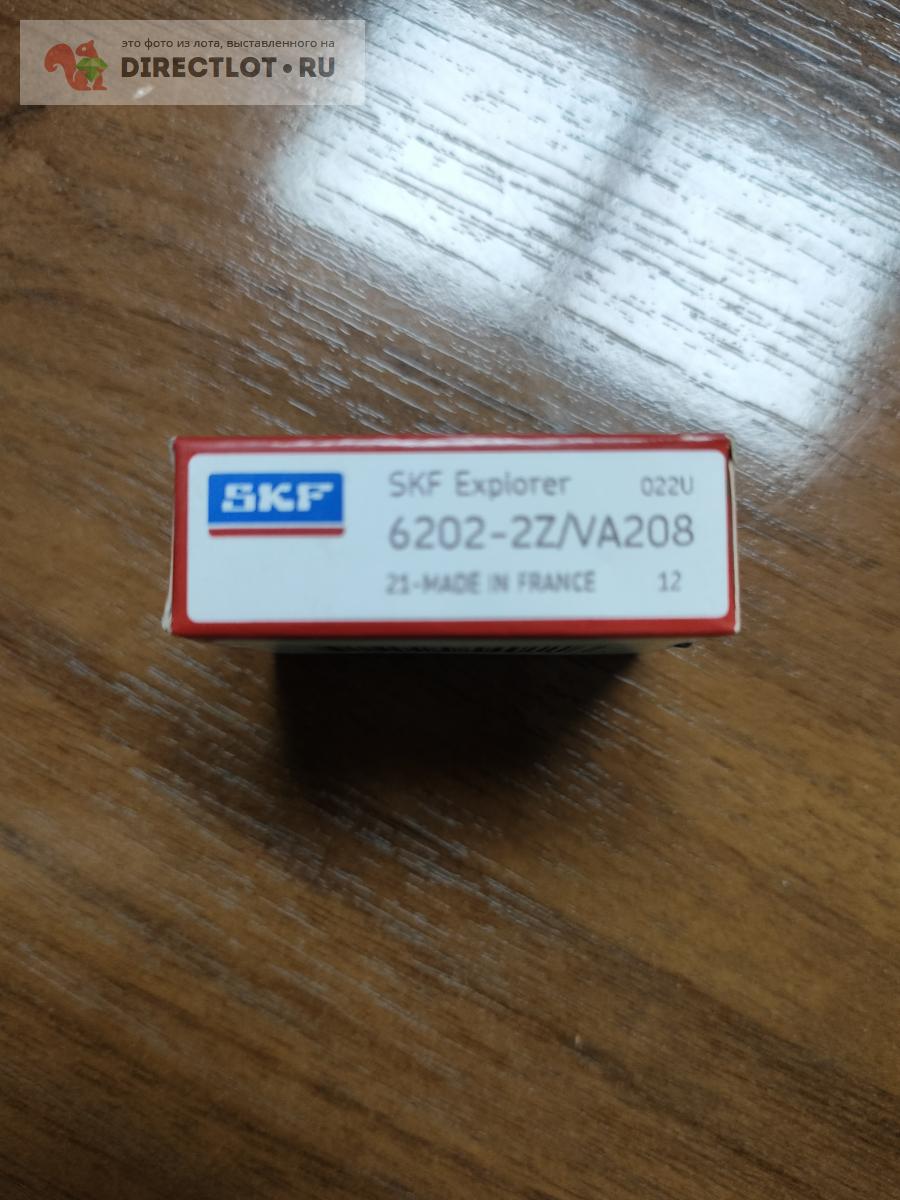 это фото из лота, выставленного на
DIRECTLOT•RU
SKF
SKF Explorer
022U
6202-2Z/VA208
21-MADE IN FRANCE
12